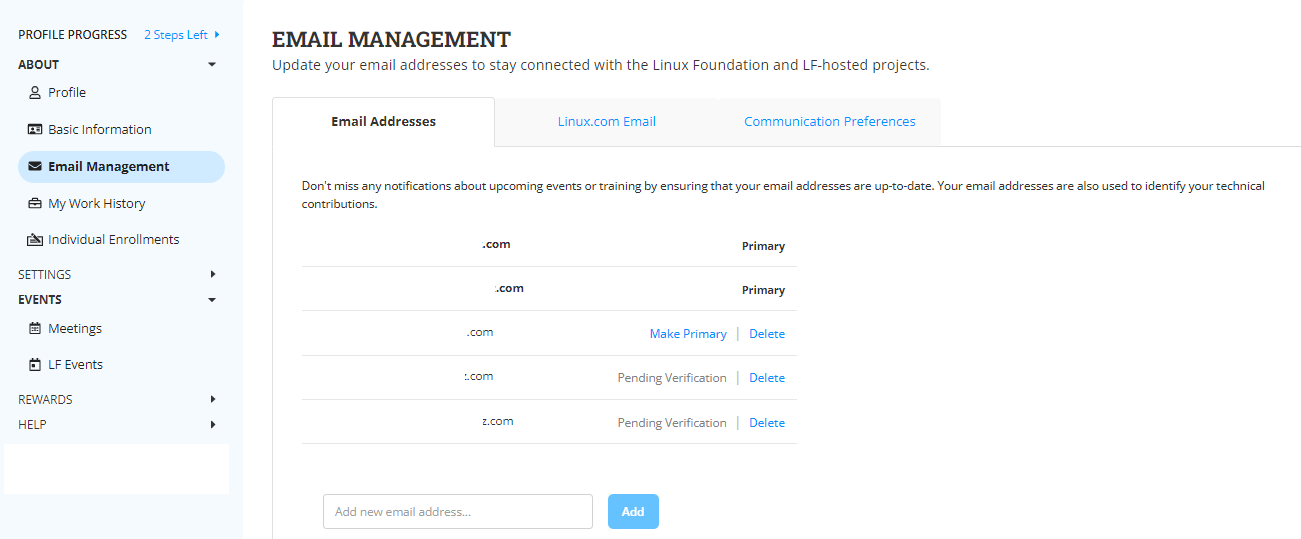 PROFILE PROGRESS 2 Steps Left
ABOUT
Profile
Basic Information
Email Management
My Work History
Individual Enrollments
SETTINGS
EVENTS
Meetings
LF Events
REWARDS
HELP
EMAIL MANAGEMENT
Update your email addresses to stay connected with the Linux Foundation and LF-hosted projects.
Email Addresses Linux.com Email Communication Preferences
Don't miss any notifications about upcoming events or training by ensuring that your email addresses are up-to-date. Your email addresses are also used to identify your technical
contributions.
.com Primary
.com Primary
.com Make Primary | Delete
.com Pending Verification | Delete
z.com Pending Verification | Delete
Add new email address... Add